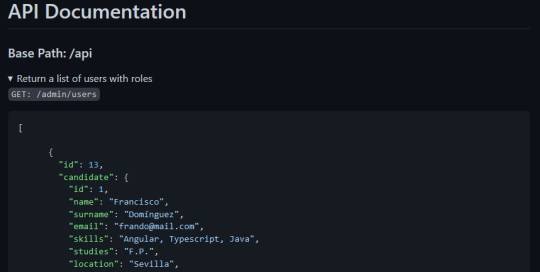 API Documentation
Base Path: /api
▾ Return a list of users with roles
GET: /admin/users
[
{
"id": 13,
"candidate": {
"id": 1,
"name": "Francisco",
"surname": "Domínguez",
"email": "frando@mail.com",
"skills": "Angular, Typescript, Java",
"studies": "F.P.",
"location": "Sevilla",